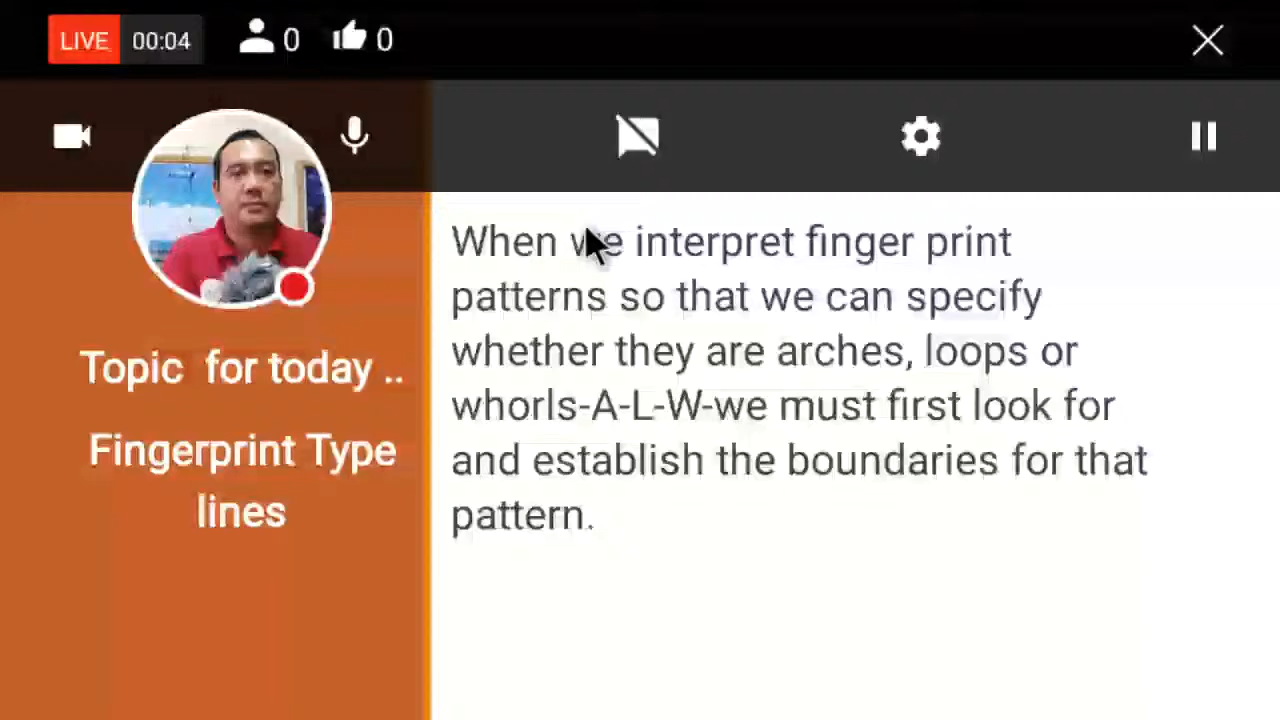 LIVE 00:04 0 0
Topic for today ..
Fingerprint Type
lines
When we interpret finger print
patterns so that we can specify
whether they are arches, loops or
whorls-A-L-W-we must first look for
and establish the boundaries for that
pattern.